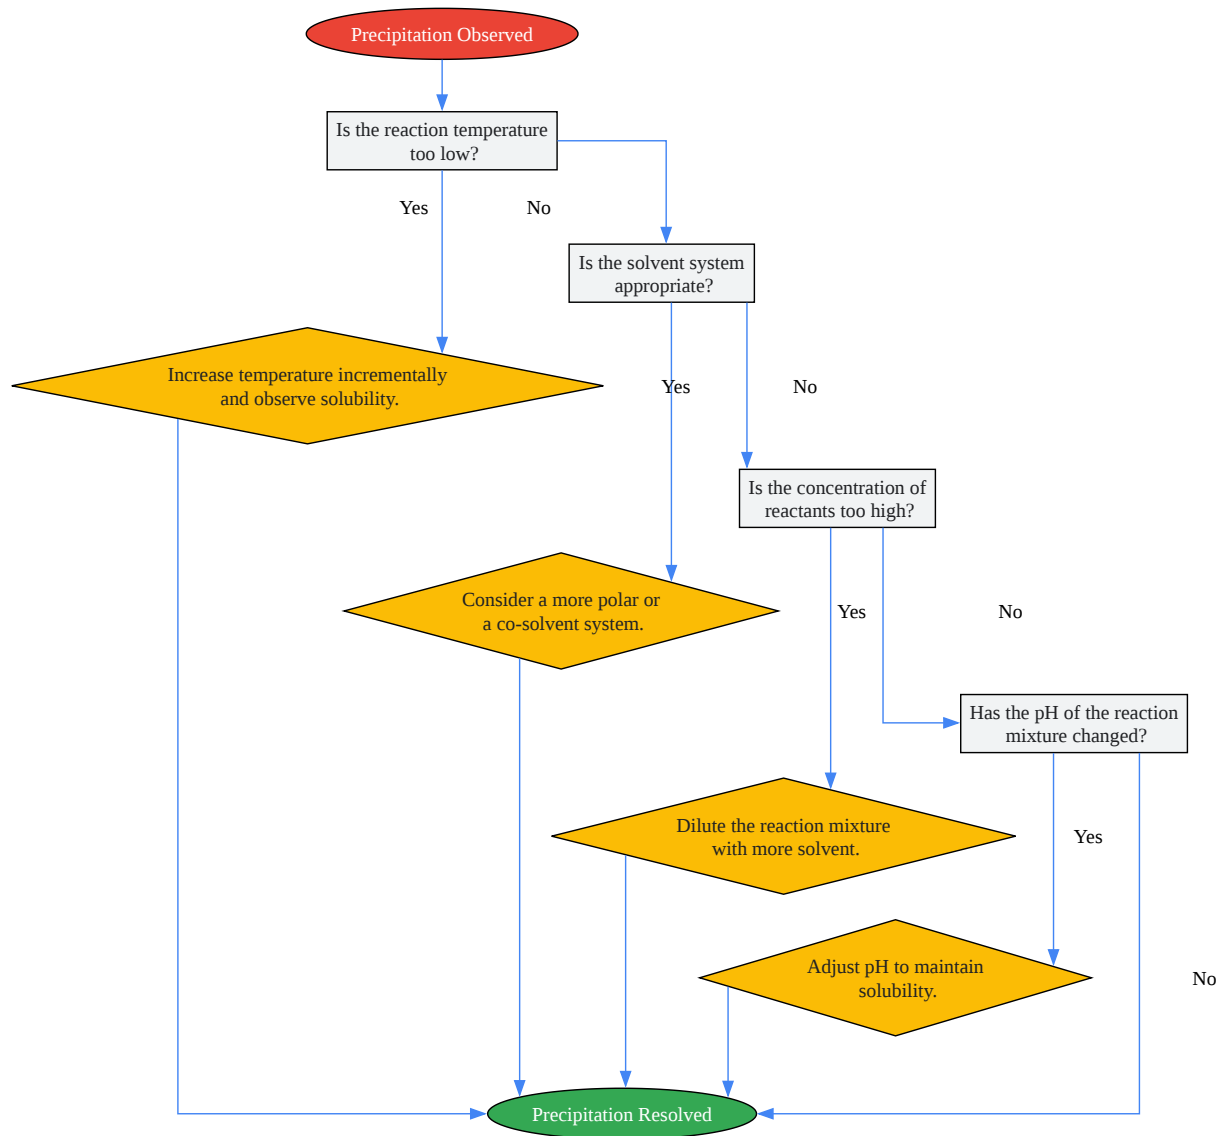 Precipitation Observed
Is the reaction temperature
too low?
Yes
No
Is the solvent system
appropriate?
Increase temperature incrementally
and observe solubility.
Yes
No
Is the concentration of
reactants too high?
Consider a more polar or
a co-solvent system.
Yes
No
Has the pH of the reaction
mixture changed?
Dilute the reaction mixture
with more solvent.
Yes
Adjust pH to maintain
solubility.
No
Precipitation Resolved